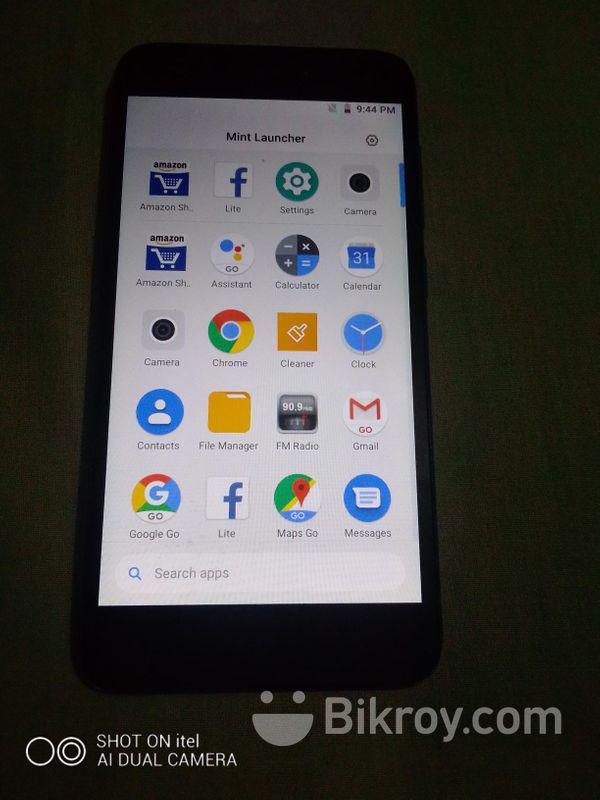 9:44 PM
Mint Launcher
amazon
Amazon Sh..
Lite
Settings
Camera
amazon
Amazon Sh..
GO
Assistant
Calculator
31
Calendar
Camera
Chrome
Cleaner
Clock
90.9
GO
Contacts
File Manager
FM Radio
Gmail
GO
GO
Google Go
Lite
Maps Go
Messages
Search apps
Bikroy.com
SHOT ON itel
AI DUAL CAMERA